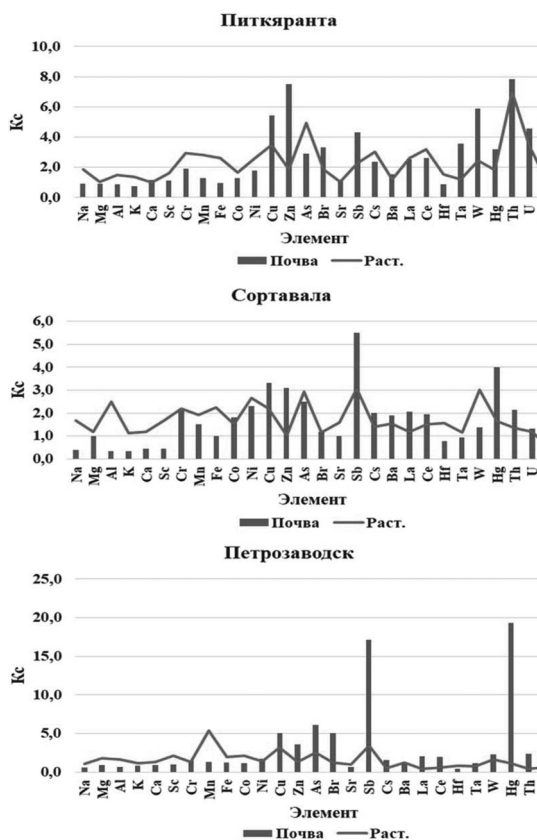 Питкяранта
10,0
8,0
6,0
4,0
2,0
0,0
Кс
Na Mg Al K Ca Sc Cr Mn Fe Co Ni Cu Zn As Br Sr Sb Cs Ba La Ce Hf Ta W Hg Th U
Элемент
Почва Раст.
Сортавала
6,0
5,0
4,0
3,0
2,0
1,0
0,0
Кс
Na Mg Al K Ca Sc Cr Mn Fe Co Ni Cu Zn As Br Sr Sb Cs Ba La Ce Hf Ta W Hg Th U
Элемент
Почва Раст.
Петрозаводск
25,0
20,0
15,0
10,0
5,0
0,0
Кс
Na Mg Al K Ca Sc Cr Mn Fe Co Ni Cu Zn As Br Sr Sb Cs Ba La Ce Hf Ta W Hg Th U
Элемент
Почва Раст.